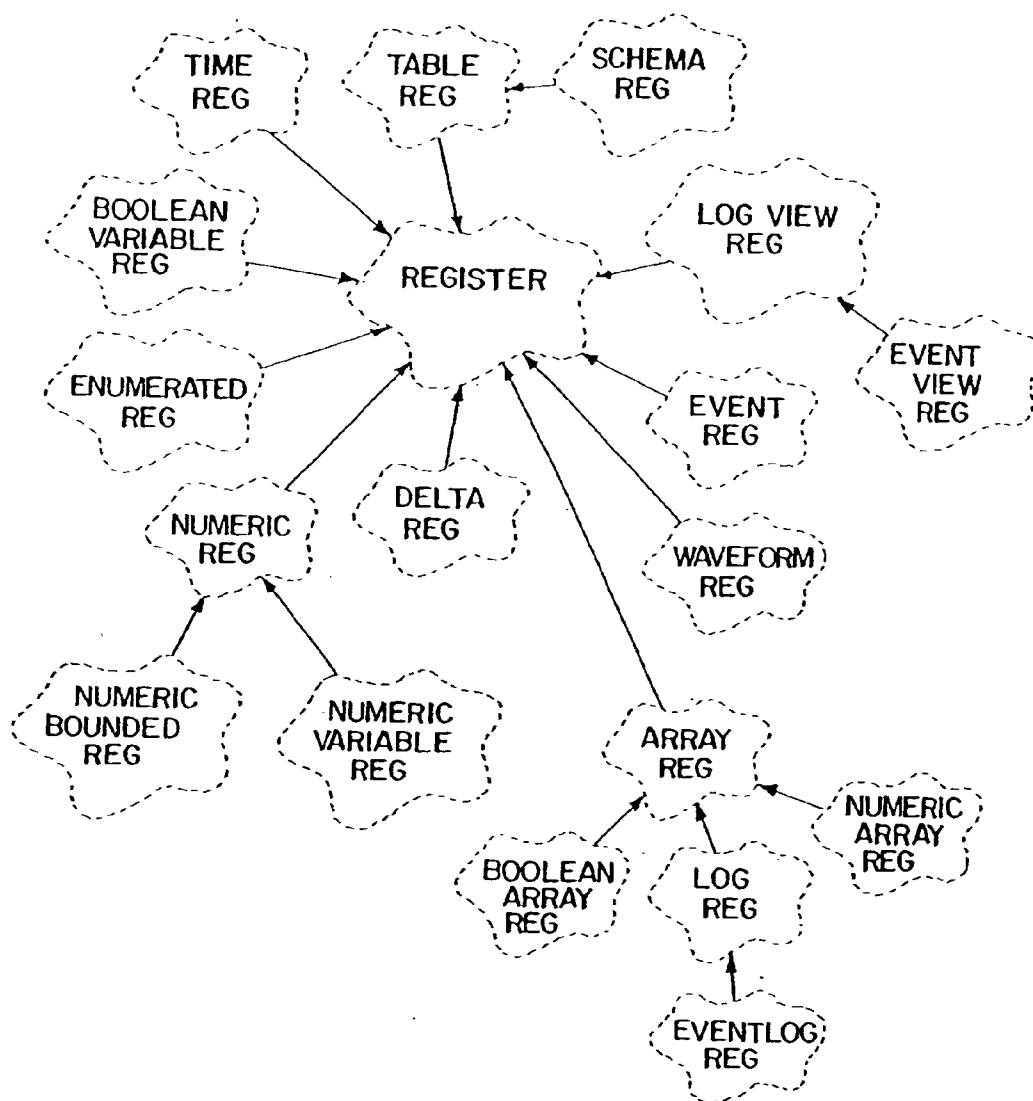 TIME
REG
TABLE
REG
SCHEMA
REG
BOOLEAN
VARIABLE
REG
REGISTER
LOG VIEW
REG
ENUMERATED
REG
EVENT
REG
EVENT
VIEW
REG
NUMERIC
REG
DELTA
REG
WAVEFORM
REG
NUMERIC
BOUNDED
REG
NUMERIC
VARIABLE
REG
ARRAY
REG
BOOLEAN
ARRAY
REG
LOG
REG
NUMERIC
ARRAY
REG
EVENTLOG
REG